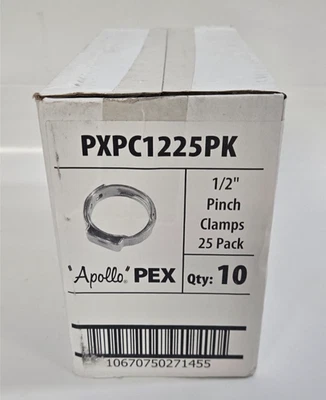 PXPC1225PK
1/2"
Pinch
Clamps
25 Pack
"Apollo" PEX
Qty: 10
10670750271455